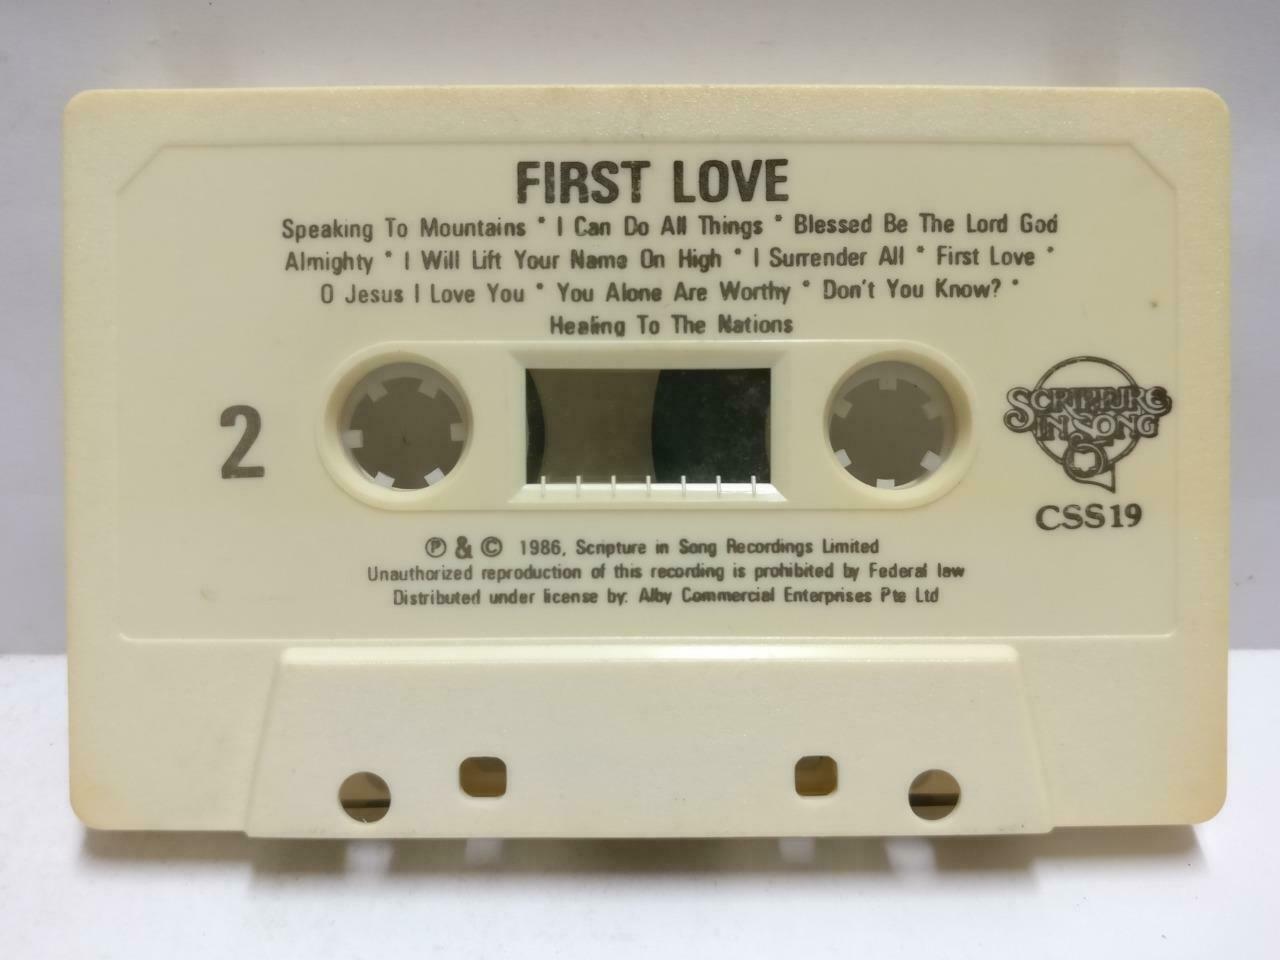 FIRST LOVE
Speaking To Mountains * I Can Do All Things * Blessed Be The Lord God
Almighty * I Will Lift Your Name On High * I Surrender All * First Love *
O Jesus I Love You * You Alone Are Worthy * Don't You Know? *
Healing To The Nations
2
SCRIPTURE
IN SONG
CSS19
Ⓟ & © 1986, Scripture in Song Recordings Limited
Unauthorized reproduction of this recording is prohibited by Federal law
Distributed under license by: Alby Commercial Enterprises Pte Ltd